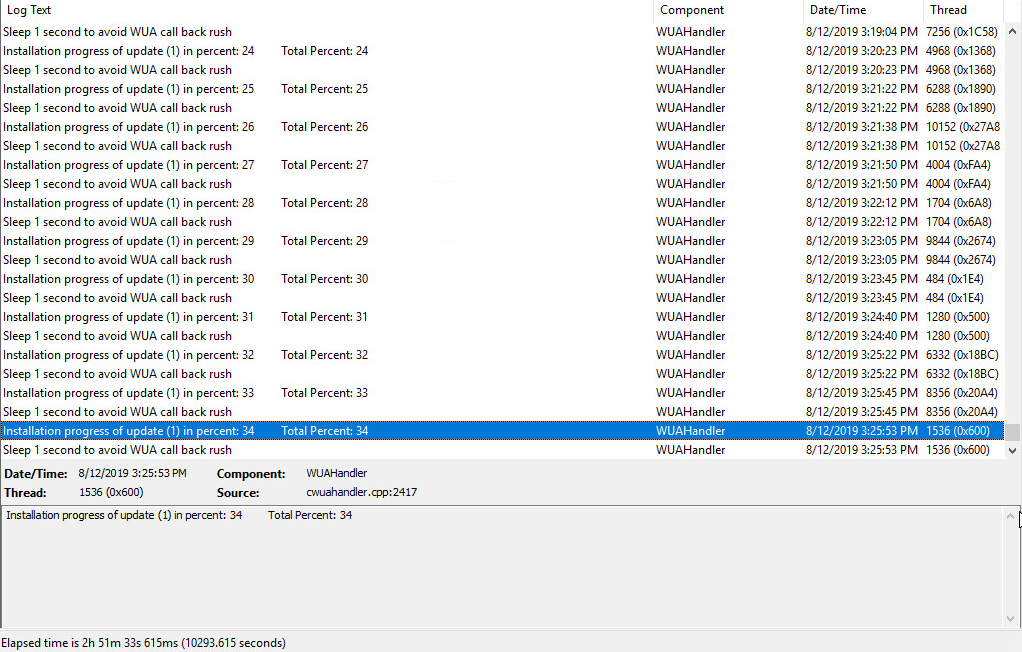 Log Text Component Date/Time Thread
Sleep 1 second to avoid WUA call back rush WUAHandler 8/12/2019 3:19:04 PM 7256 (0x1C58)
Installation progress of update (1) in percent: 24 Total Percent: 24 WUAHandler 8/12/2019 3:20:23 PM 4968 (0x1368)
Sleep 1 second to avoid WUA call back rush WUAHandler 8/12/2019 3:20:23 PM 4968 (0x1368)
Installation progress of update (1) in percent: 25 Total Percent: 25 WUAHandler 8/12/2019 3:21:22 PM 6288 (0x1890)
Sleep 1 second to avoid WUA call back rush WUAHandler 8/12/2019 3:21:22 PM 6288 (0x1890)
Installation progress of update (1) in percent: 26 Total Percent: 26 WUAHandler 8/12/2019 3:21:38 PM 10152 (0x27A8
Sleep 1 second to avoid WUA call back rush WUAHandler 8/12/2019 3:21:38 PM 10152 (0x27A8
Installation progress of update (1) in percent: 27 Total Percent: 27 WUAHandler 8/12/2019 3:21:50 PM 4004 (0xFA4)
Sleep 1 second to avoid WUA call back rush WUAHandler 8/12/2019 3:21:50 PM 4004 (0xFA4)
Installation progress of update (1) in percent: 28 Total Percent: 28 WUAHandler 8/12/2019 3:22:12 PM 1704 (0x6A8)
Sleep 1 second to avoid WUA call back rush WUAHandler 8/12/2019 3:22:12 PM 1704 (0x6A8)
Installation progress of update (1) in percent: 29 Total Percent: 29 WUAHandler 8/12/2019 3:23:05 PM 9844 (0x2674)
Sleep 1 second to avoid WUA call back rush WUAHandler 8/12/2019 3:23:05 PM 9844 (0x2674)
Installation progress of update (1) in percent: 30 Total Percent: 30 WUAHandler 8/12/2019 3:23:45 PM 484 (0x1E4)
Sleep 1 second to avoid WUA call back rush WUAHandler 8/12/2019 3:23:45 PM 484 (0x1E4)
Installation progress of update (1) in percent: 31 Total Percent: 31 WUAHandler 8/12/2019 3:24:40 PM 1280 (0x500)
Sleep 1 second to avoid WUA call back rush WUAHandler 8/12/2019 3:24:40 PM 1280 (0x500)
Installation progress of update (1) in percent: 32 Total Percent: 32 WUAHandler 8/12/2019 3:25:22 PM 6332 (0x18BC)
Sleep 1 second to avoid WUA call back rush WUAHandler 8/12/2019 3:25:22 PM 6332 (0x18BC)
Installation progress of update (1) in percent: 33 Total Percent: 33 WUAHandler 8/12/2019 3:25:45 PM 8356 (0x20A4)
Sleep 1 second to avoid WUA call back rush WUAHandler 8/12/2019 3:25:45 PM 8356 (0x20A4)
Installation progress of update (1) in percent: 34 Total Percent: 34 WUAHandler 8/12/2019 3:25:53 PM 1536 (0x600)
Sleep 1 second to avoid WUA call back rush WUAHandler 8/12/2019 3:25:53 PM 1536 (0x600)
Date/Time: 8/12/2019 3:25:53 PM Component: WUAHandler
Thread: 1536 (0x600) Source: cwuahandler.cpp:2417
Installation progress of update (1) in percent: 34 Total Percent: 34
Elapsed time is 2h 51m 33s 615ms (10293.615 seconds)